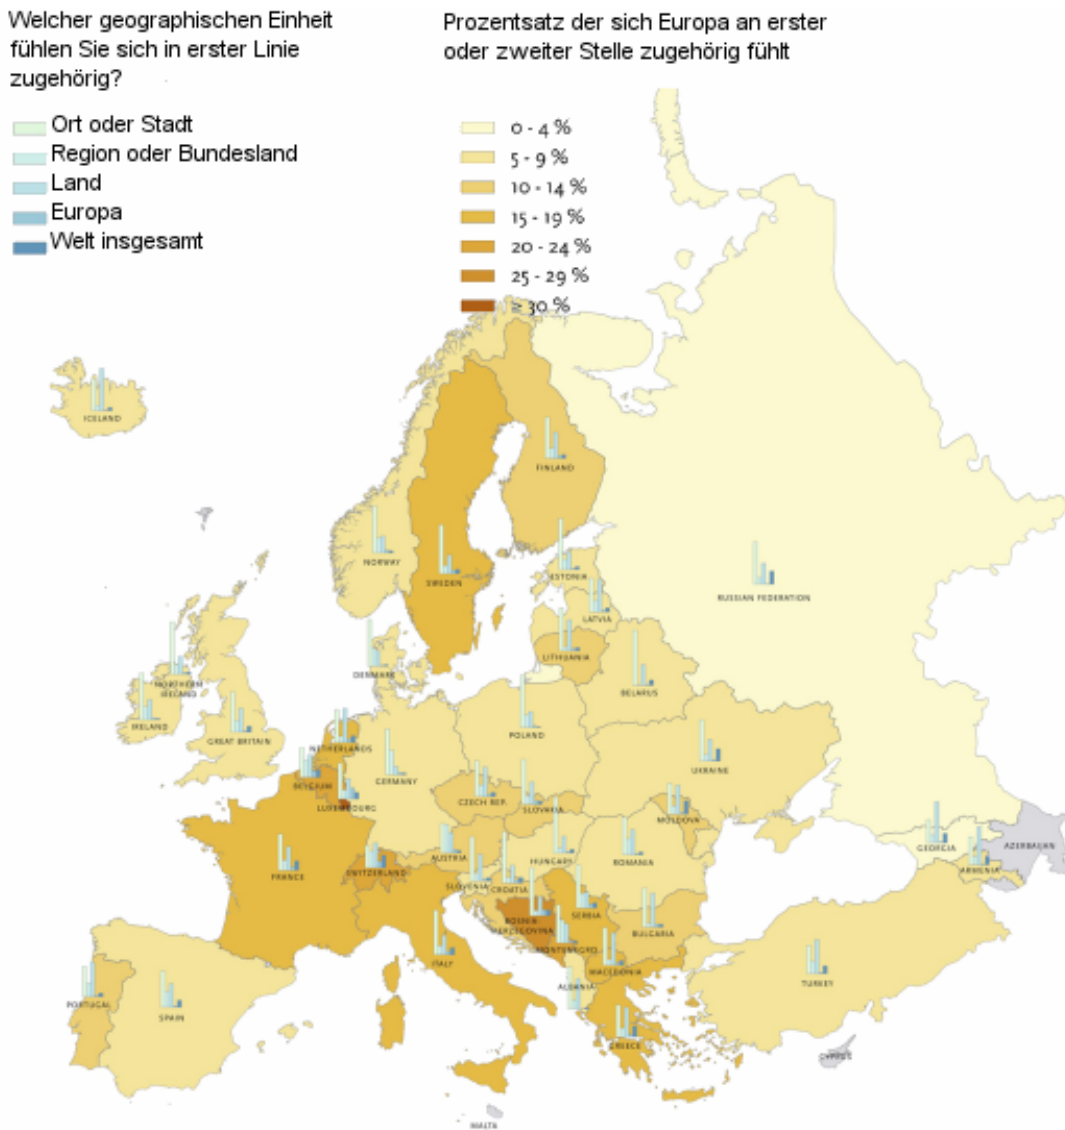 Welcher geographischen Einheit
fühlen Sie sich in erster Linie
zugehörig?
Ort oder Stadt
Region oder Bundesland
Land
Europa
Welt insgesamt
Prozentsatz der sich Europa an erster
oder zweiter Stelle zugehörig fühlt
0 - 4 %
5 - 9 %
10 - 14 %
15 - 19 %
20 - 24 %
25 - 29 %
≥ 30 %
ICELAND
FINLAND
NORWAY
SWEDEN
ESTONIA
RUSSIAN FEDERATION
LATVIA
LITHUANIA
DENMARK
NORTHERN
IRELAND
BELARUS
IRELAND
GREAT BRITAIN
POLAND
NETHERLANDS
UKRAINE
GERMANY
BELGIUM
CZECH REP.
LUXEMBOURG
SLOVAKIA
MOLDOVA
GEORGIA
AZERBAIJAN
AUSTRIA
HUNGARY
ROMANIA
FRANCE
SWITZERLAND
ARMENIA
SLOVENIA
CROATIA
SERBIA
BOSNIA-
HERCEGOVINA
BULGARIA
MONTENEGRO
ITALY
MACEDONIA
TURKEY
ALBANIA
PORTUGAL
SPAIN
GREECE
CYPRUS
MALTA